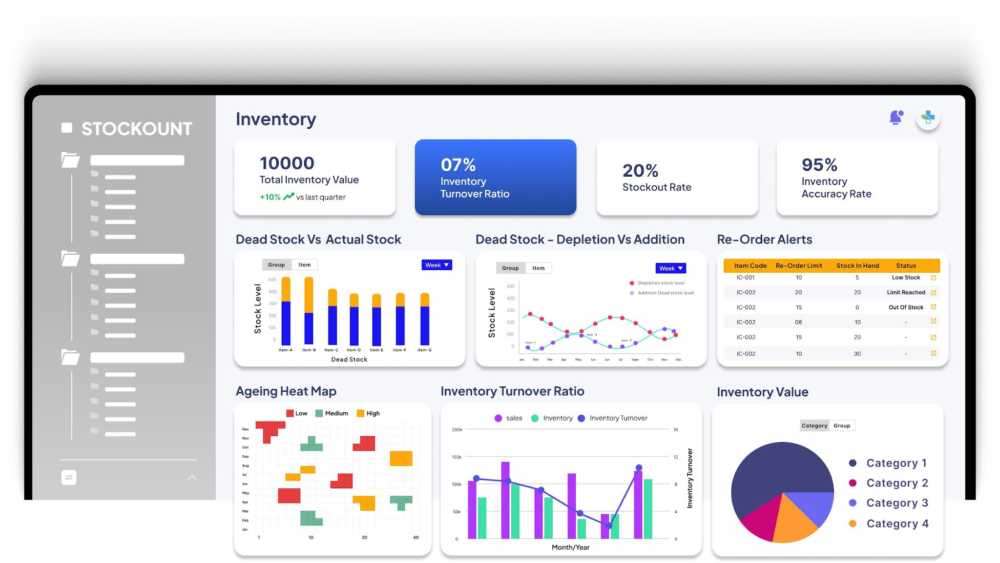 STOCKOUNT
Inventory
10000
Total Inventory Value
+10% vs last quarter
07%
Inventory
Turnover Ratio
20%
Stockout Rate
95%
Inventory
Accuracy Rate
Dead Stock Vs Actual Stock
Group Item
Week
Stock Level
500
400
300
200
100
0
Item-A Item-B Item-C Item-D Item-E Item-F Item-G
Dead Stock
Dead Stock - Depletion Vs Addition
Group Item
Week
Depletion stock level
Addition Dead stock level
Stock Level
500
400
300
200
100
0
Item -1
Item -4
Item -5
Jan Feb Mar Apr May Jun Jun Jul Sept Oct Nov Dec
Re-Order Alerts
Item Code Re-Order Limit Stock In Hand Status
IC-001 10 5 Low Stock
IC-002 20 20 Limit Reached
IC-002 15 0 Out Of Stock
IC-002 08 10 -
IC-002 15 20 -
IC-002 10 30 -
Ageing Heat Map
Low Medium High
Dec
Nov
Oct
Sep
Aug
Jul
Jun
May
Apr
Mar
Feb
Jan
1 10 20 40
Inventory Turnover Ratio
sales Inventory Inventory Turnover
200k 16
150k 12
100k 8
50k 4
0 0
Inventory Turnover
Month/Year
Inventory Value
Category Group
Category 1
Category 2
Category 3
Category 4